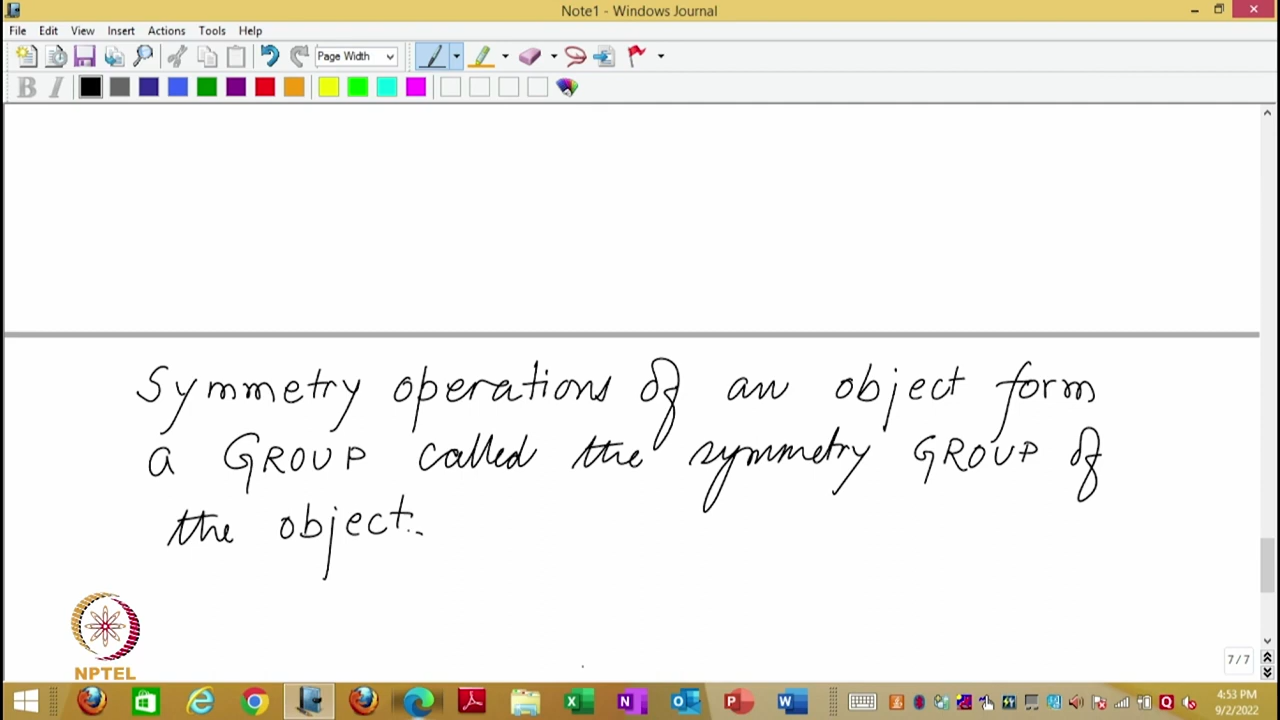 Note1 - Windows Journal
File Edit View Insert Actions Tools Help
Page Width
B I
Symmetry operations of an object form
a GROUP called the symmetry GROUP of
the object.
NPTEL
7 / 7
4:53 PM
9/2/2022